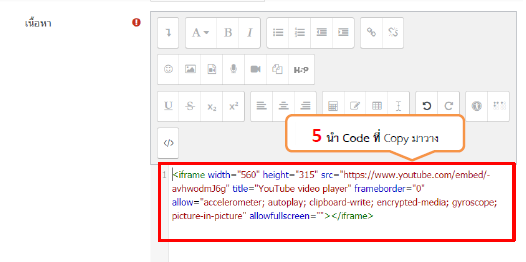 เนื้อหา
A B I
H-P
U S x₂ x²
</>
5 นำ Code ที่ Copy มาวาง
1 <iframe width="560" height="315" src="https://www.youtube.com/embed/-
avhwodmJ6g" title="YouTube video player" frameborder="0"
allow="accelerometer; autoplay; clipboard-write; encrypted-media; gyroscope;
picture-in-picture" allowfullscreen=""></iframe>